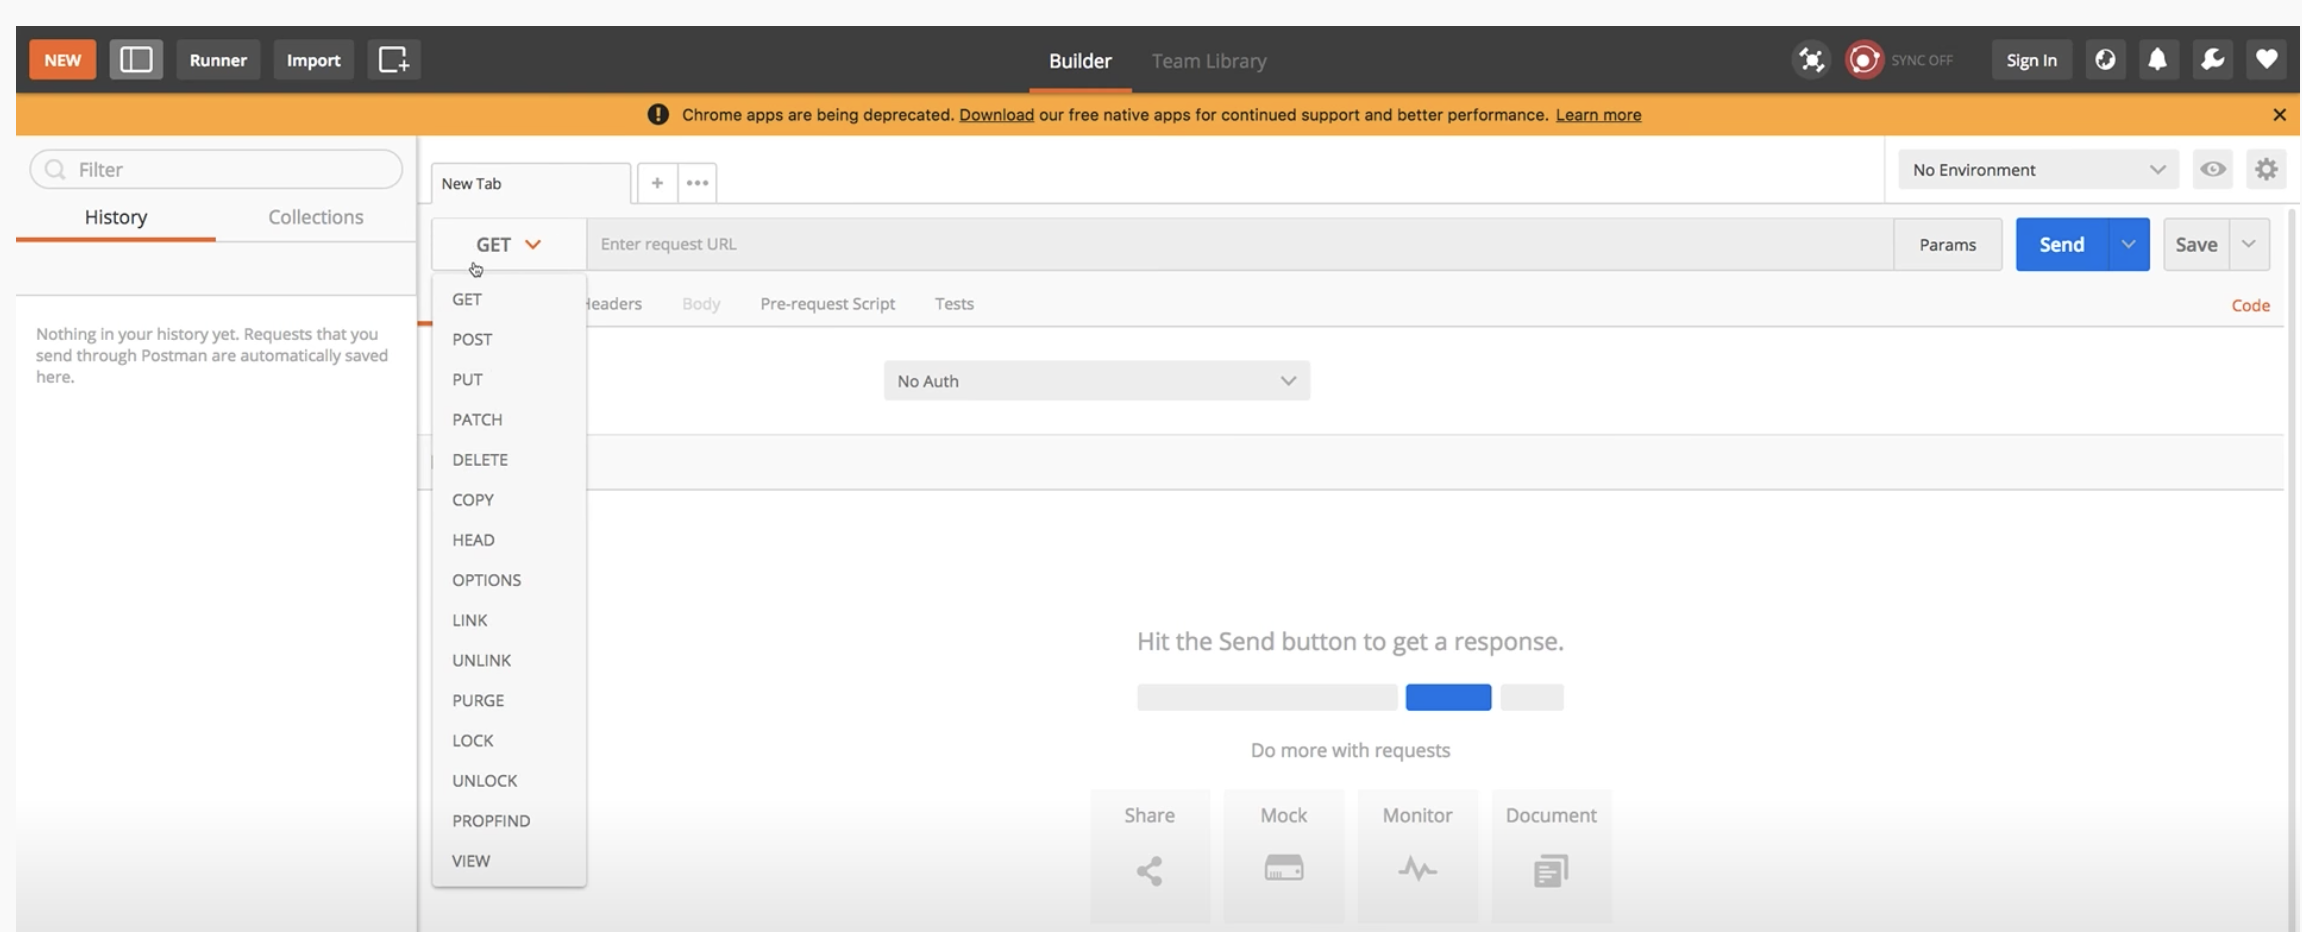 NEW
Runner
Import
Builder
Team Library
SYNC OFF
Sign In
Chrome apps are being deprecated. Download our free native apps for continued support and better performance. Learn more
Filter
History
Collections
Nothing in your history yet. Requests that you
send through Postman are automatically saved
here.
New Tab
No Environment
GET
Enter request URL
Params
Send
Save
GET
POST
PUT
PATCH
DELETE
COPY
HEAD
OPTIONS
LINK
UNLINK
PURGE
LOCK
UNLOCK
PROPFIND
VIEW
Headers
Body
Pre-request Script
Tests
Code
No Auth
Hit the Send button to get a response.
Do more with requests
Share
Mock
Monitor
Document